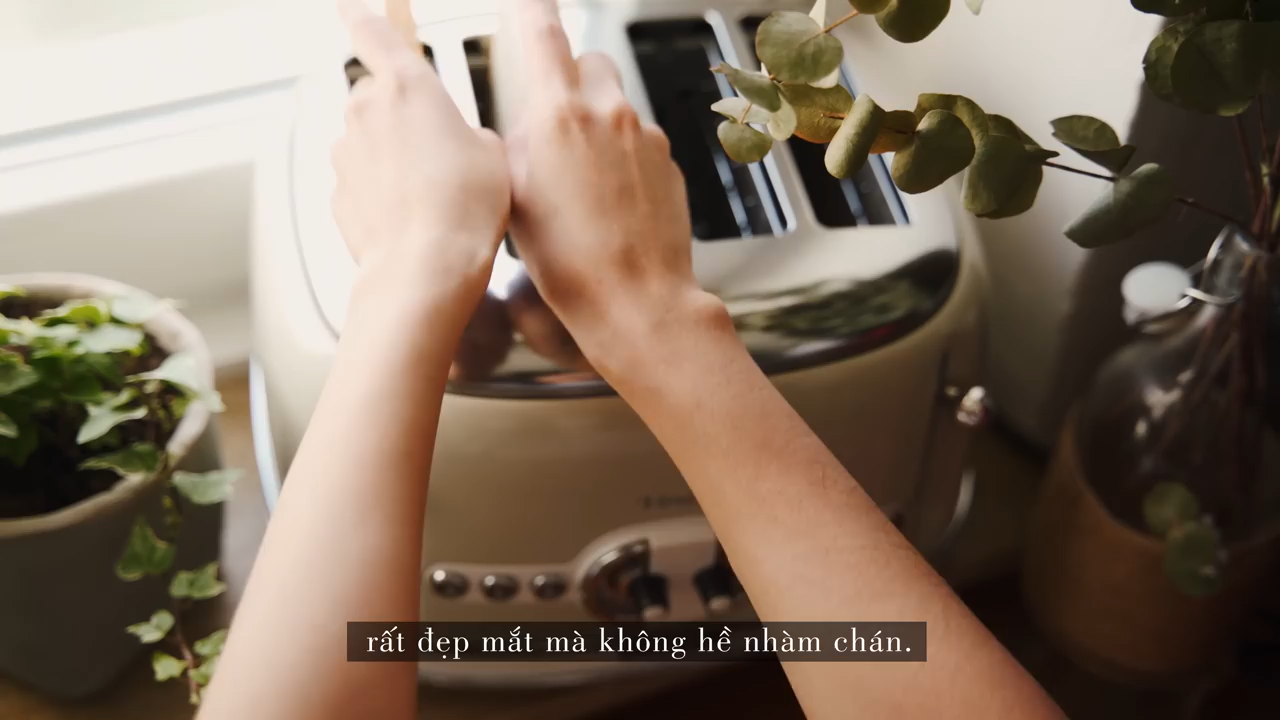 rất đẹp mắt mà không hề nhàm chán.